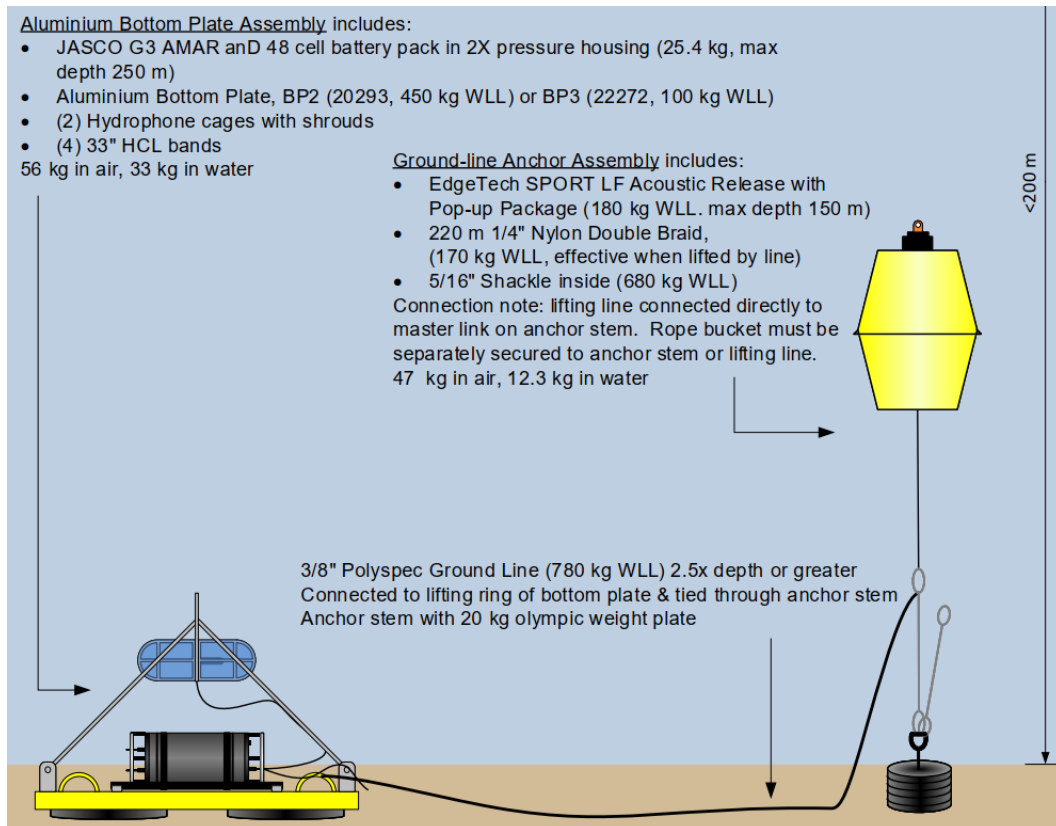 Aluminium Bottom Plate Assembly includes:
• JASCO G3 AMAR anD 48 cell battery pack in 2X pressure housing (25.4 kg, max
depth 250 m)
• Aluminium Bottom Plate, BP2 (20293, 450 kg WLL) or BP3 (22272, 100 kg WLL)
• (2) Hydrophone cages with shrouds
• (4) 33" HCL bands
56 kg in air, 33 kg in water
Ground-line Anchor Assembly includes:
• EdgeTech SPORT LF Acoustic Release with
Pop-up Package (180 kg WLL. max depth 150 m)
• 220 m 1/4" Nylon Double Braid,
(170 kg WLL, effective when lifted by line)
• 5/16" Shackle inside (680 kg WLL)
Connection note: lifting line connected directly to
master link on anchor stem.  Rope bucket must be
separately secured to anchor stem or lifting line.
47  kg in air, 12.3 kg in water
<200 m
3/8" Polyspec Ground Line (780 kg WLL) 2.5x depth or greater
Connected to lifting ring of bottom plate & tied through anchor stem
Anchor stem with 20 kg olympic weight plate